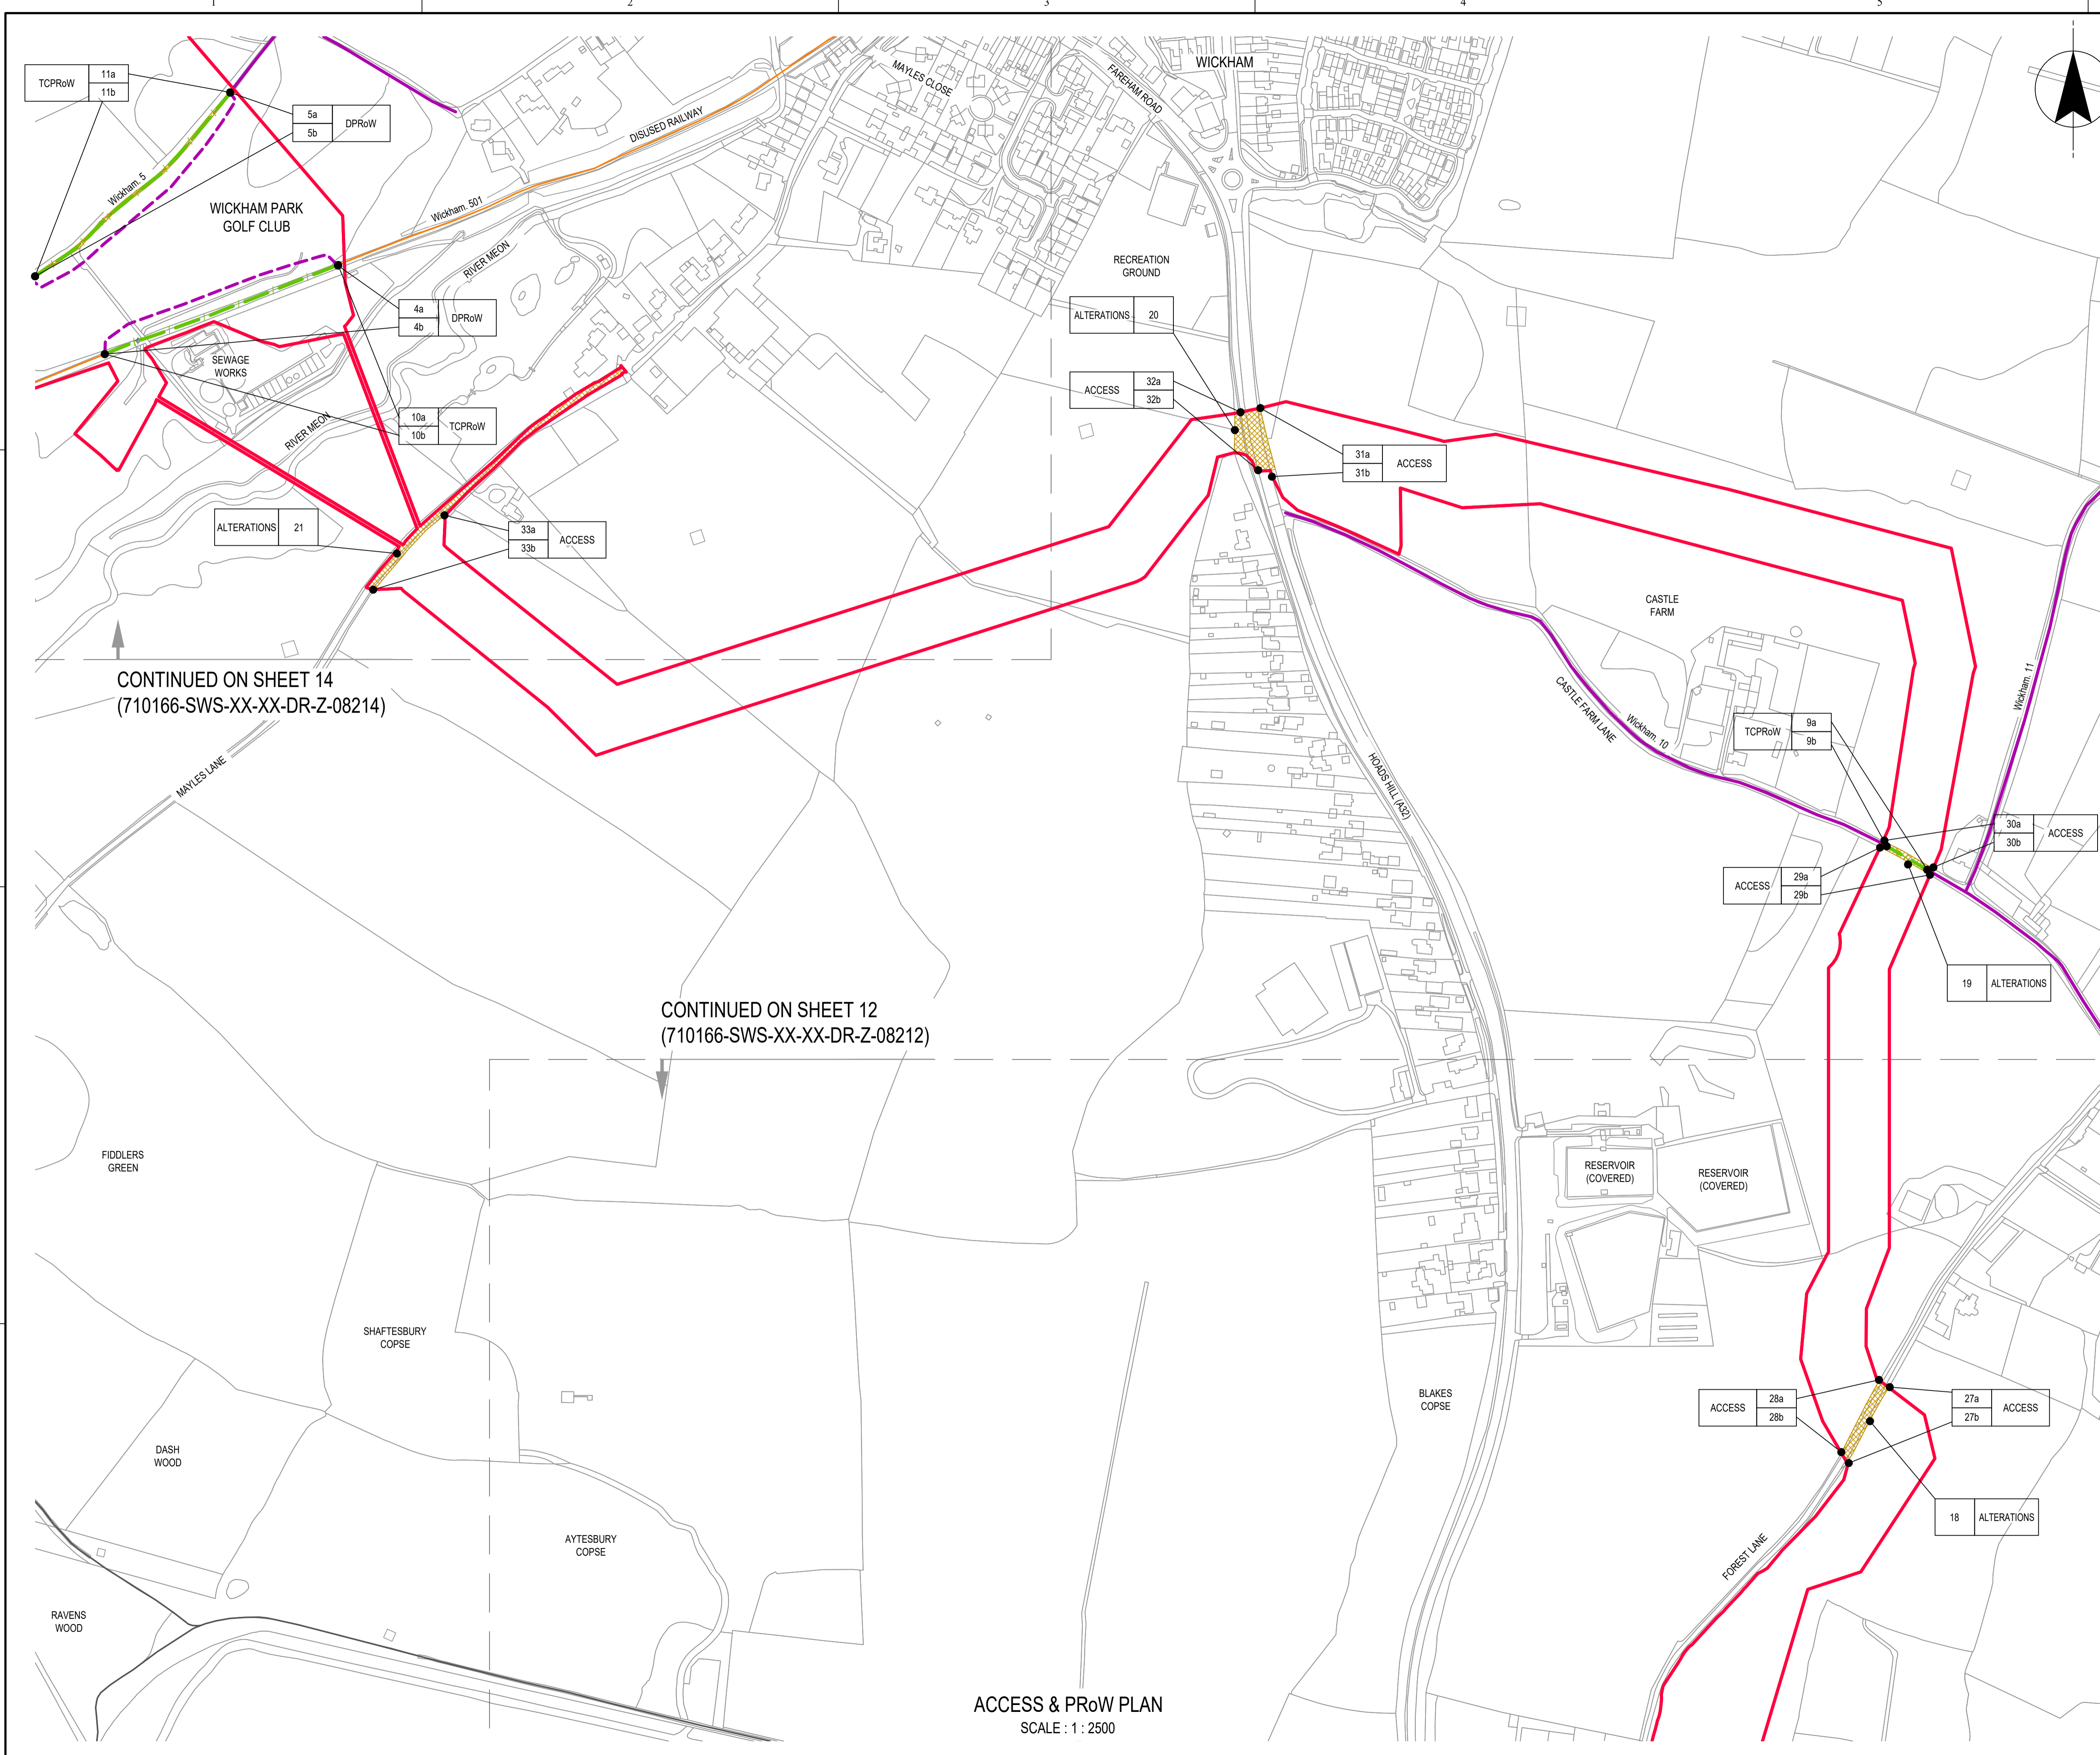 1
2
3
4
5
WICKHAM
MAYLES CLOSE
FAREHAM ROAD
DISUSED RAILWAY
TCPRoW
11a
11b
5a
5b
DPRoW
Wickham. 5
WICKHAM PARK
GOLF CLUB
Wickham. 501
RIVER MEON
RECREATION
GROUND
4a
4b
DPRoW
ALTERATIONS
20
SEWAGE
WORKS
ACCESS
32a
32b
10a
10b
TCPRoW
RIVER MEON
31a
31b
ACCESS
ALTERATIONS
21
33a
33b
ACCESS
CASTLE
FARM
CONTINUED ON SHEET 14
(710166-SWS-XX-XX-DR-Z-08214)
Wickham. 11
CASTLE FARM LANE
Wickham. 10
TCPRoW
9a
9b
MAYLES LANE
HOADS HILL (A32)
30a
30b
ACCESS
ACCESS
29a
29b
19
ALTERATIONS
CONTINUED ON SHEET 12
(710166-SWS-XX-XX-DR-Z-08212)
FIDDLERS
GREEN
RESERVOIR
(COVERED)
RESERVOIR
(COVERED)
SHAFTESBURY
COPSE
BLAKES
COPSE
ACCESS
28a
28b
27a
27b
ACCESS
DASH
WOOD
18
ALTERATIONS
AYTESBURY
COPSE
FOREST LANE
RAVENS
WOOD
ACCESS & PRoW PLAN
SCALE : 1 : 2500